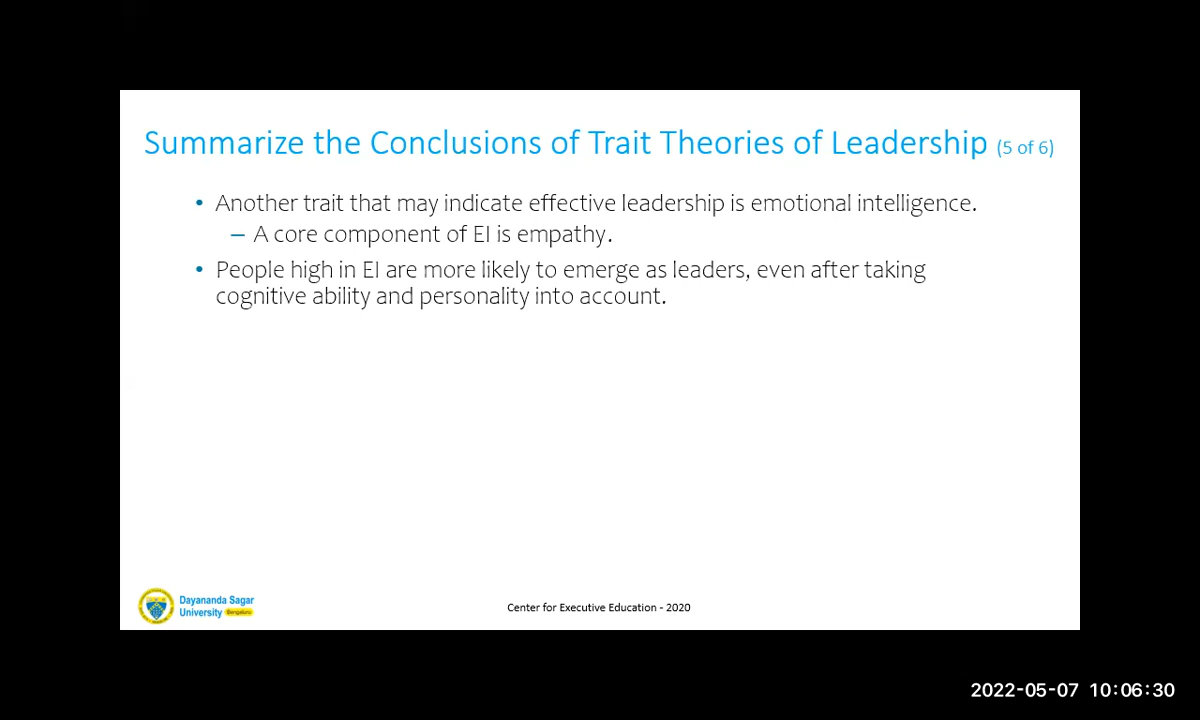 Summarize the Conclusions of Trait Theories of Leadership (5 of 6)
• Another trait that may indicate effective leadership is emotional intelligence.
– A core component of EI is empathy.
• People high in EI are more likely to emerge as leaders, even after taking
cognitive ability and personality into account.
Dayananda Sagar
University Bengaluru
Center for Executive Education - 2020
2022-05-07 10:06:30